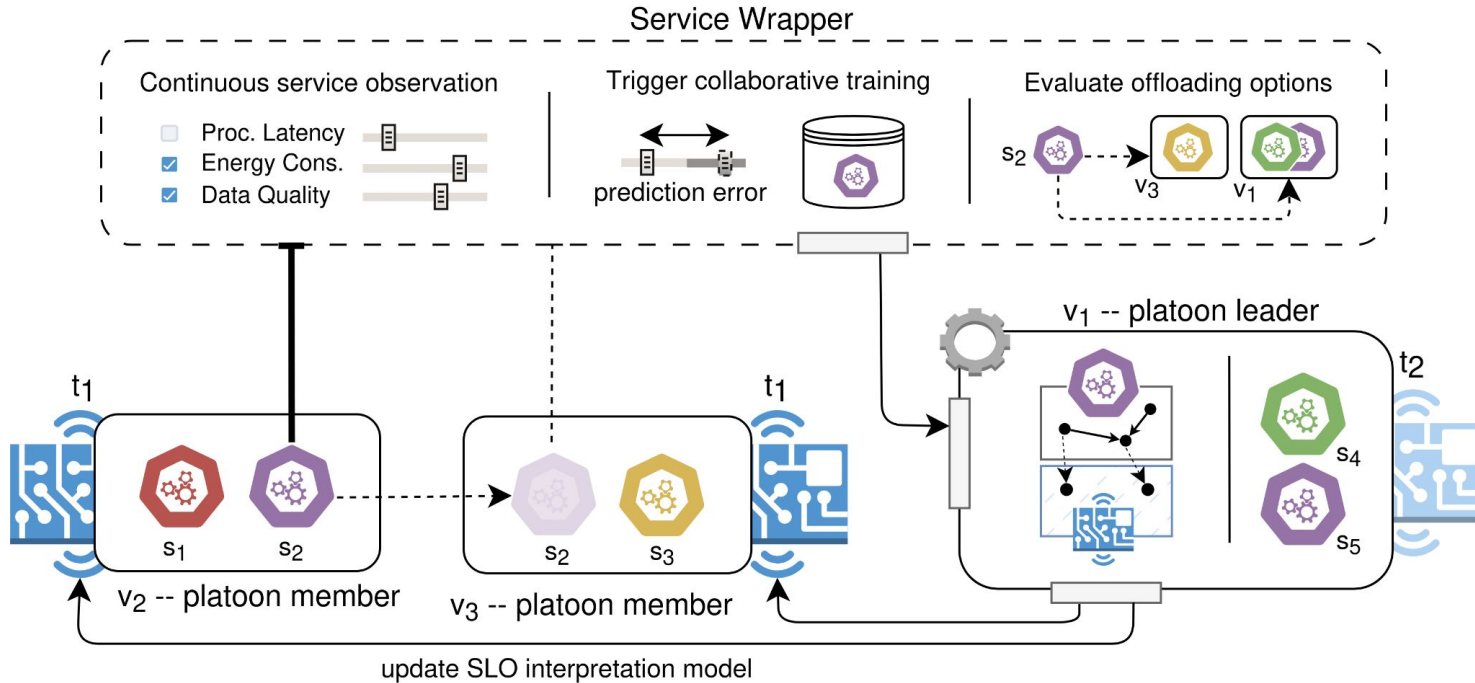 Service Wrapper
Continuous service observation
Proc. Latency
Energy Cons.
Data Quality
Trigger collaborative training
prediction error
Evaluate offloading options
s2
v3
v1
v1 -- platoon leader
t1
t1
t2
s1
s2
s2
s3
s4
s5
v2 -- platoon member
v3 -- platoon member
update SLO interpretation model